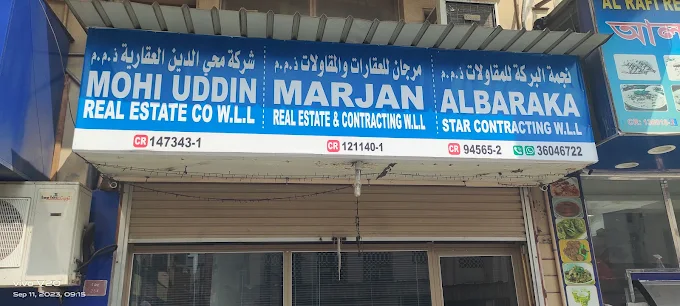 شركة محي الدين العقارية ذ.م.م
MOHI UDDIN
REAL ESTATE CO W.L.L
CR 147343-1
مرجان للعقارات والمقاولات ذ.م.م
MARJAN
REAL ESTATE & CONTRACTING W.L.L
CR 121140-1
نجمة البركة للمقاولات ذ.م.م
ALBARAKA
STAR CONTRACTING W.L.L
CR 94565-2 36046722
AL RAFI RE
Sep 11, 2023, 09:15